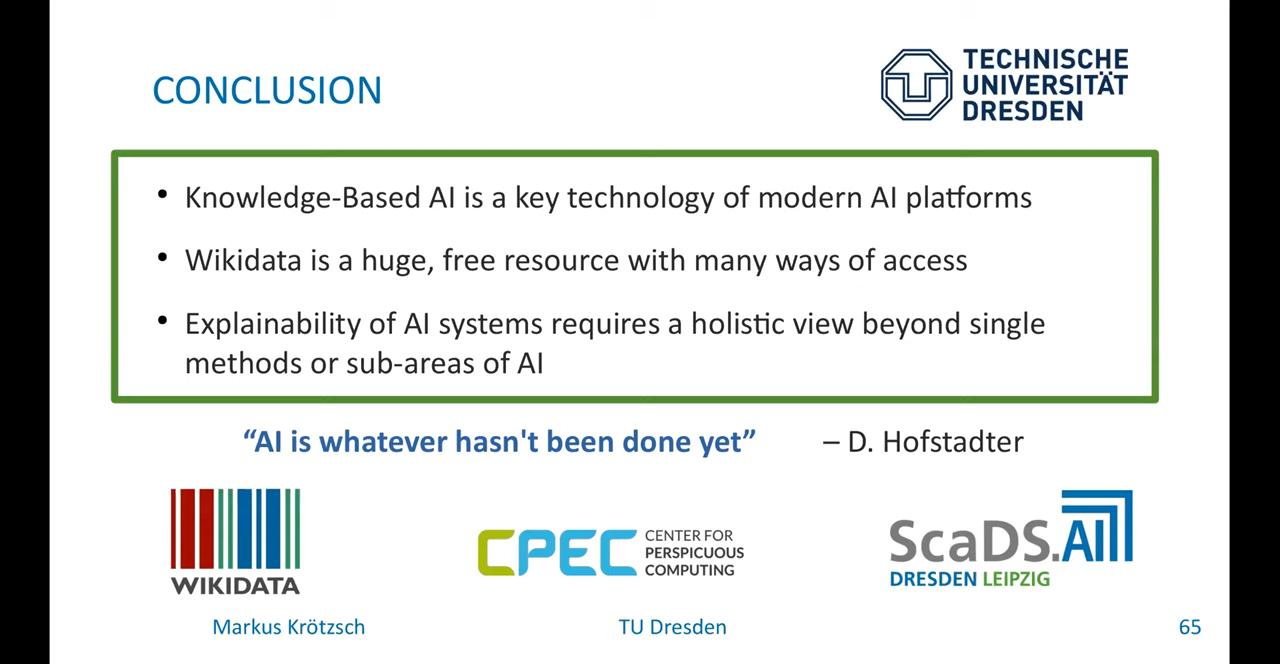 CONCLUSION
TECHNISCHE
UNIVERSITÄT
DRESDEN
• Knowledge-Based AI is a key technology of modern AI platforms
• Wikidata is a huge, free resource with many ways of access
• Explainability of AI systems requires a holistic view beyond single
methods or sub-areas of AI
“AI is whatever hasn't been done yet” – D. Hofstadter
WIKIDATA
CPEC
CENTER FOR
PERSPICUOUS
COMPUTING
ScaDS.AI
DRESDEN LEIPZIG
Markus Krötzsch TU Dresden 65